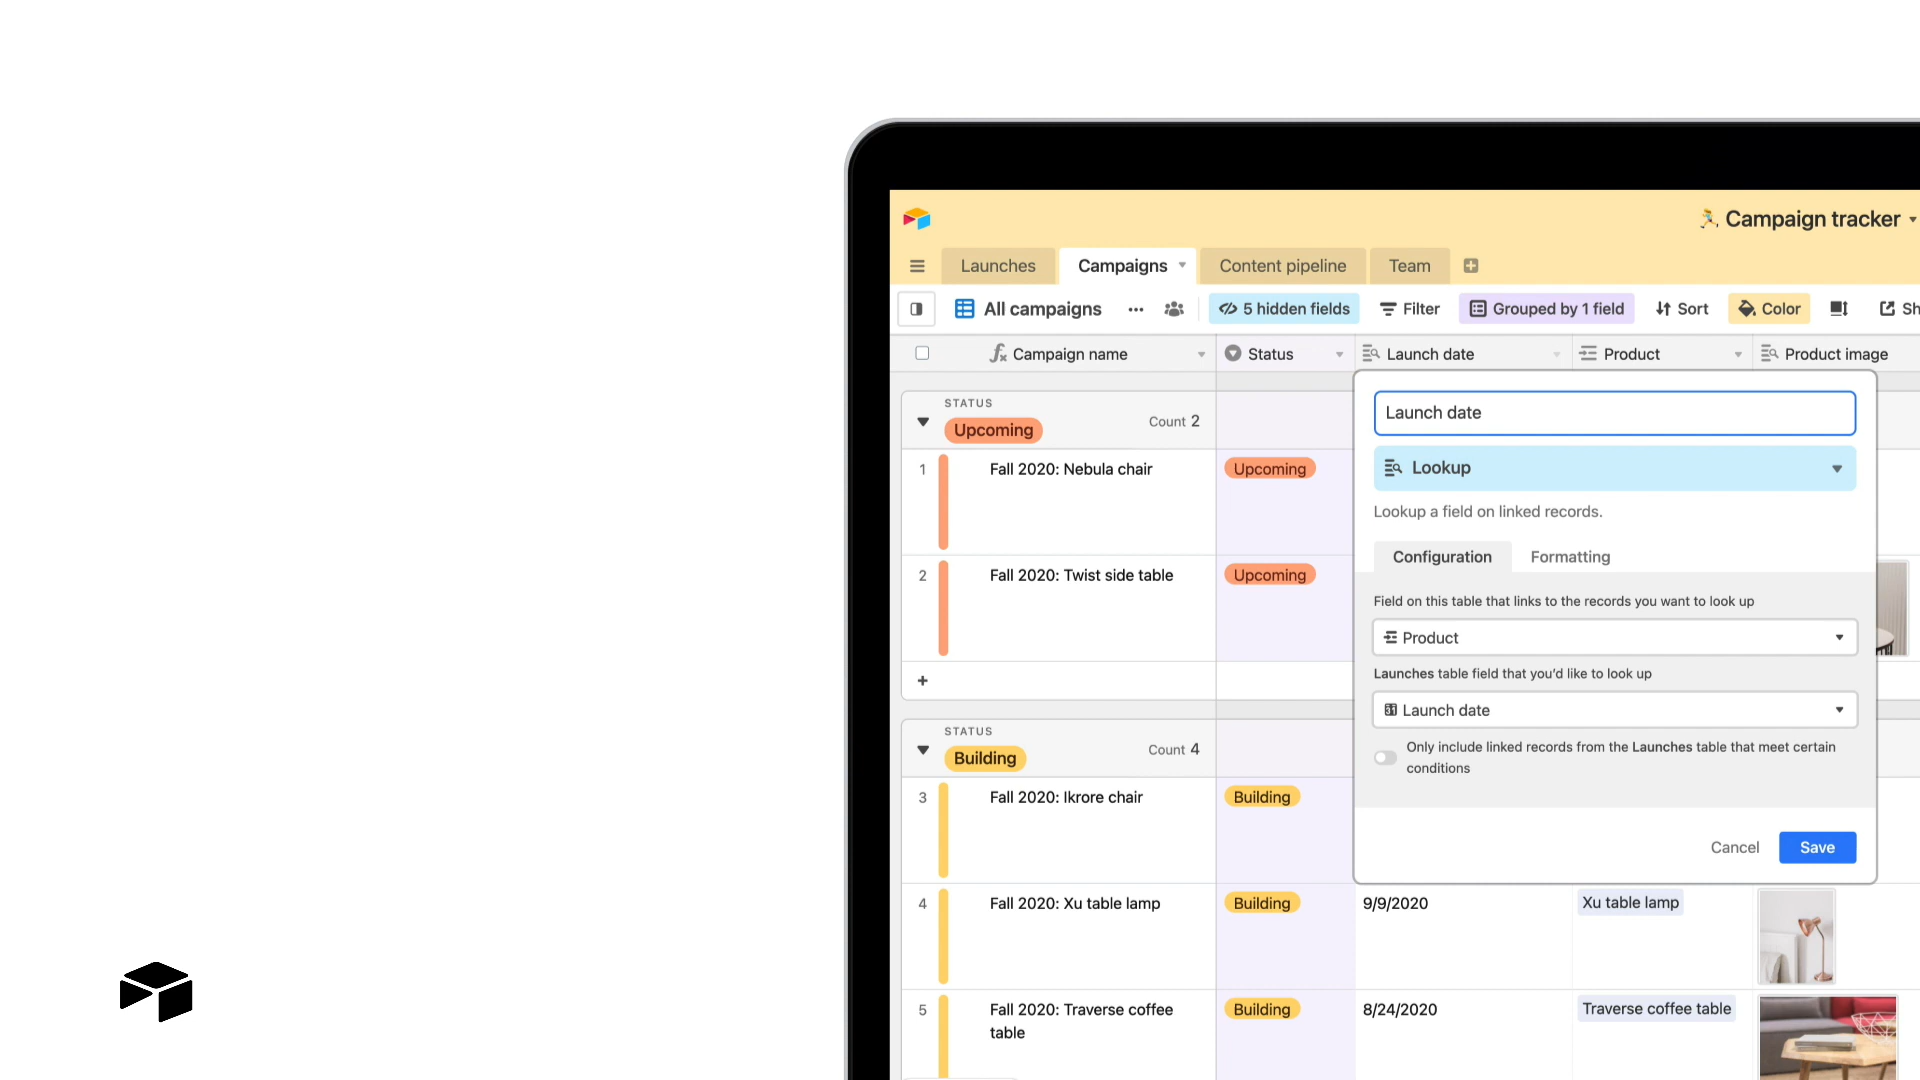 Campaign tracker
Launches
Campaigns
Content pipeline
Team
All campaigns
5 hidden fields
Filter
Grouped by 1 field
Sort
Color
Sh
Campaign name
Status
Launch date
Product
Product image
STATUS
Upcoming
Count 2
1
Fall 2020: Nebula chair
Upcoming
2
Fall 2020: Twist side table
Upcoming
+
STATUS
Building
Count 4
3
Fall 2020: Ikrore chair
Building
4
Fall 2020: Xu table lamp
Building
9/9/2020
Xu table lamp
5
Fall 2020: Traverse coffee
table
Building
8/24/2020
Traverse coffee table
Launch date
Lookup
Lookup a field on linked records.
Configuration
Formatting
Field on this table that links to the records you want to look up
Product
Launches table field that you'd like to look up
Launch date
Only include linked records from the Launches table that meet certain
conditions
Cancel
Save